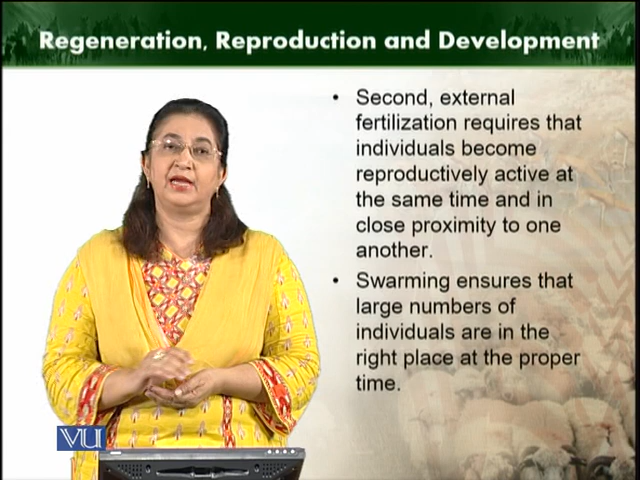 Regeneration, Reproduction and Development
• Second, external
fertilization requires that
individuals become
reproductively active at
the same time and in
close proximity to one
another.
• Swarming ensures that
large numbers of
individuals are in the
right place at the proper
time.
VU